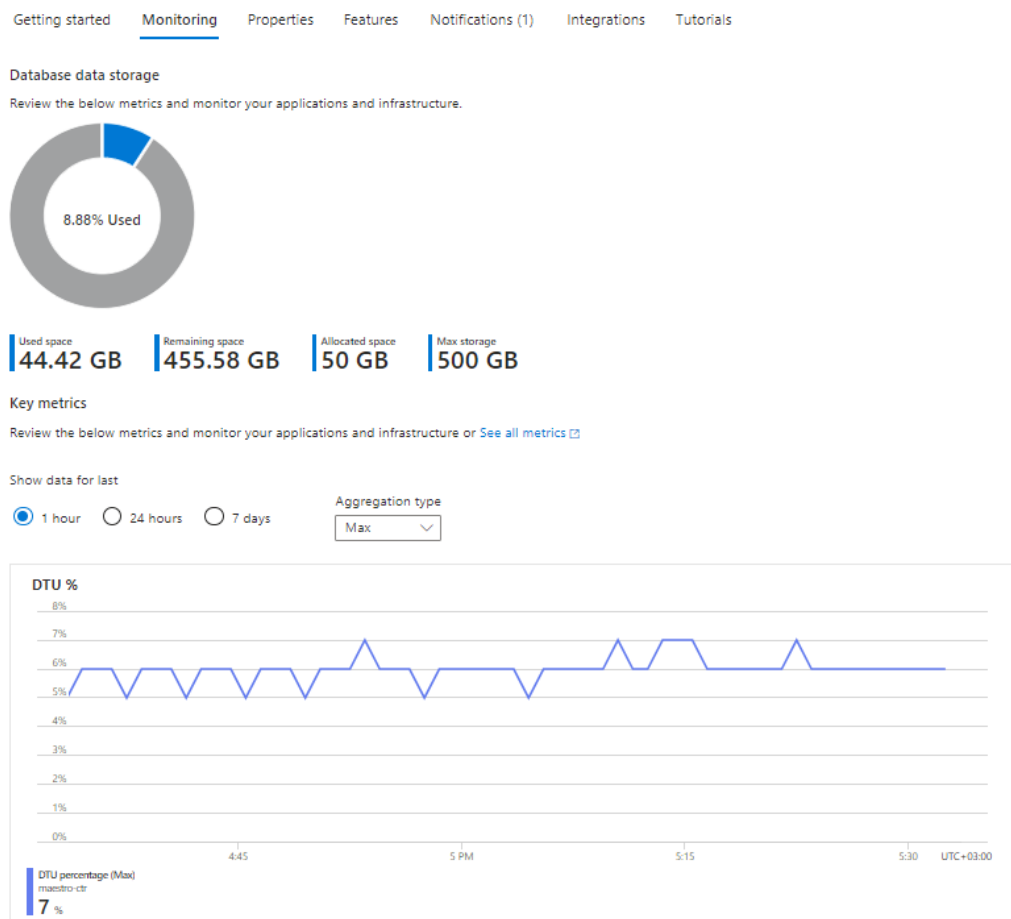 Getting started Monitoring Properties Features Notifications (1) Integrations Tutorials
Database data storage
Review the below metrics and monitor your applications and infrastructure.
8.88% Used
Used space Remaining space Allocated space Max storage
44.42 GB 455.58 GB 50 GB 500 GB
Key metrics
Review the below metrics and monitor your applications and infrastructure or See all metrics
Show data for last
Aggregation type
1 hour 24 hours 7 days
Max
DTU %
8%
7%
6%
5%
4%
3%
2%
1%
0%
4:45 5 PM 5:15 5:30 UTC+03:00
DTU percentage (Max)
maestro-ctr
7 %